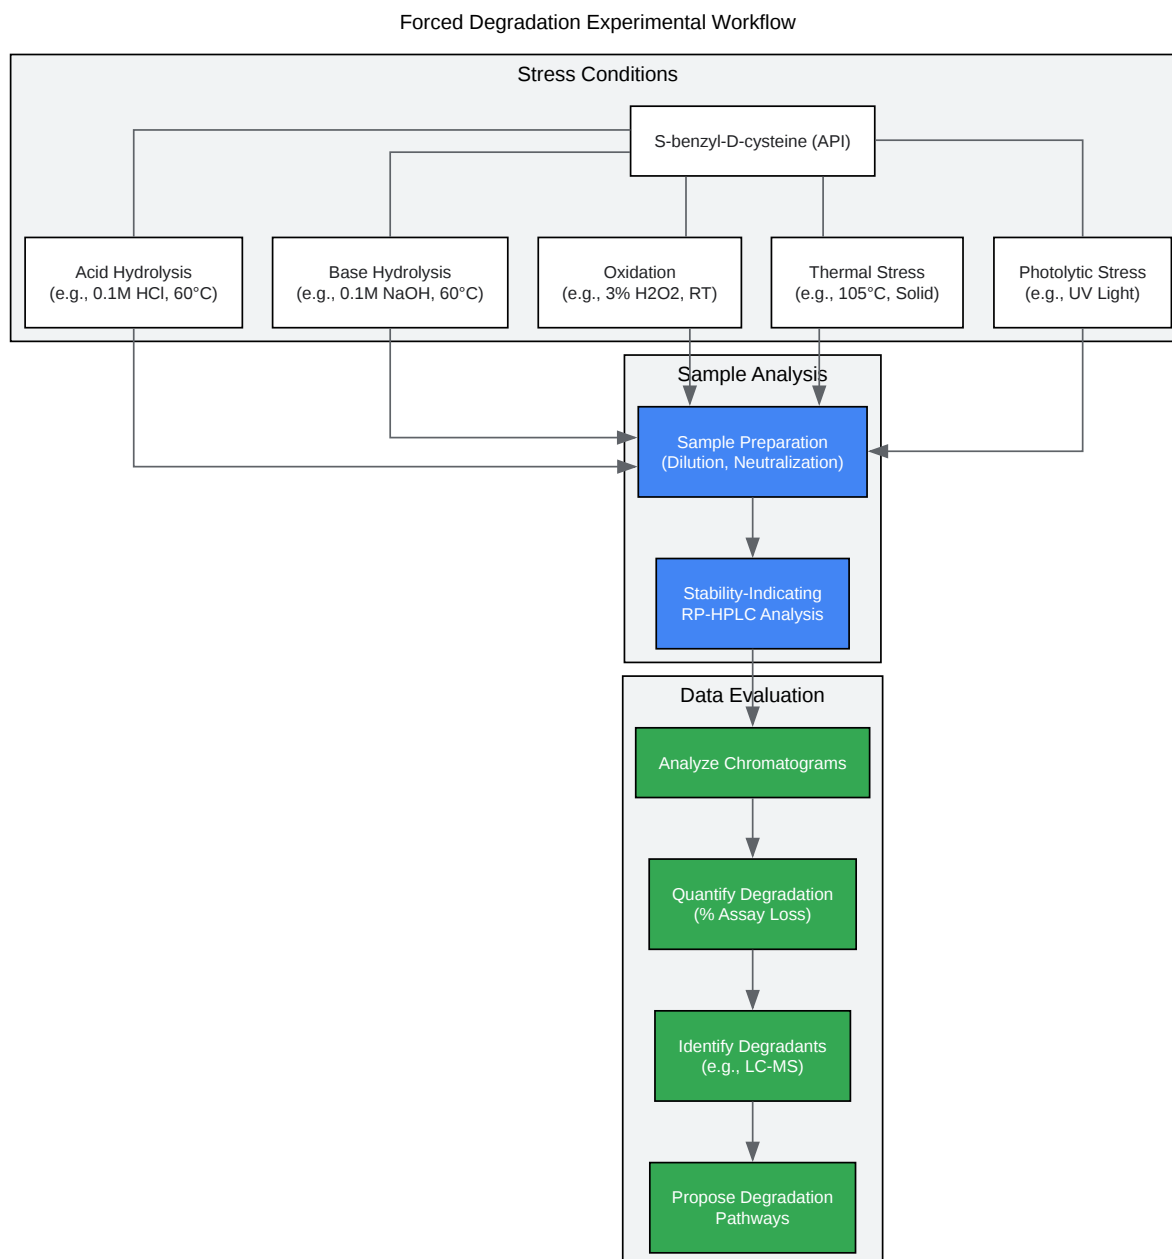 Forced Degradation Experimental Workflow
Stress Conditions
S-benzyl-D-cysteine (API)
Acid Hydrolysis
(e.g., 0.1M HCl, 60°C)
Base Hydrolysis
(e.g., 0.1M NaOH, 60°C)
Oxidation
(e.g., 3% H2O2, RT)
Thermal Stress
(e.g., 105°C, Solid)
Photolytic Stress
(e.g., UV Light)
Sample Analysis
Sample Preparation
(Dilution, Neutralization)
Stability-Indicating
RP-HPLC Analysis
Data Evaluation
Analyze Chromatograms
Quantify Degradation
(% Assay Loss)
Identify Degradants
(e.g., LC-MS)
Propose Degradation
Pathways